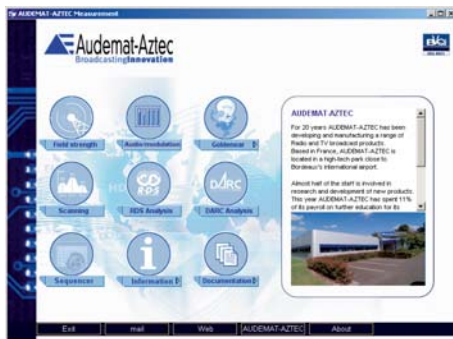 AUDEMAT-AZTEC Measurement
Audemat-Aztec
BroadcastingInnovation
Field strength
Audio modulation
Goldenear
Scanning
RDS
RDS Analysis
DARC
DARC Analysis
Sequencer
Information
Documentation
AUDEMAT-AZTEC
For 20 years AUDEMAT-AZTEC has been
developing and manufacturing a range of
Radio and TV broadcast products.
Based in France, AUDEMAT-AZTEC is
located in a high-tech park close to
Bordeaux's international airport.
Almost half of the staff is involved in
research and development of new products.
This year AUDEMAT-AZTEC has spent 11%
of its payroll on further education for its
Exit
mail
Web
AUDEMAT-AZTEC
About